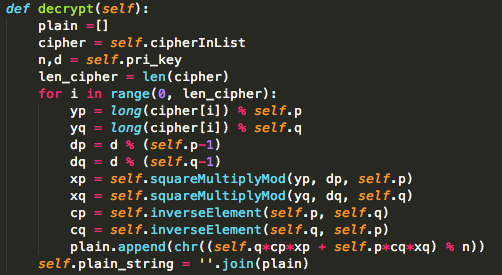 def decrypt(self):
    plain =[]
    cipher = self.cipherInList
    n,d = self.pri_key
    len_cipher = len(cipher)
    for i in range(0, len_cipher):
        yp = long(cipher[i]) % self.p
        yq = long(cipher[i]) % self.q
        dp = d % (self.p-1)
        dq = d % (self.q-1)
        xp = self.squareMultiplyMod(yp, dp, self.p)
        xq = self.squareMultiplyMod(yq, dq, self.q)
        cp = self.inverseElement(self.p, self.q)
        cq = self.inverseElement(self.q, self.p)
        plain.append(chr((self.q*cp*xp + self.p*cq*xq) % n))
    self.plain_string = ''.join(plain)